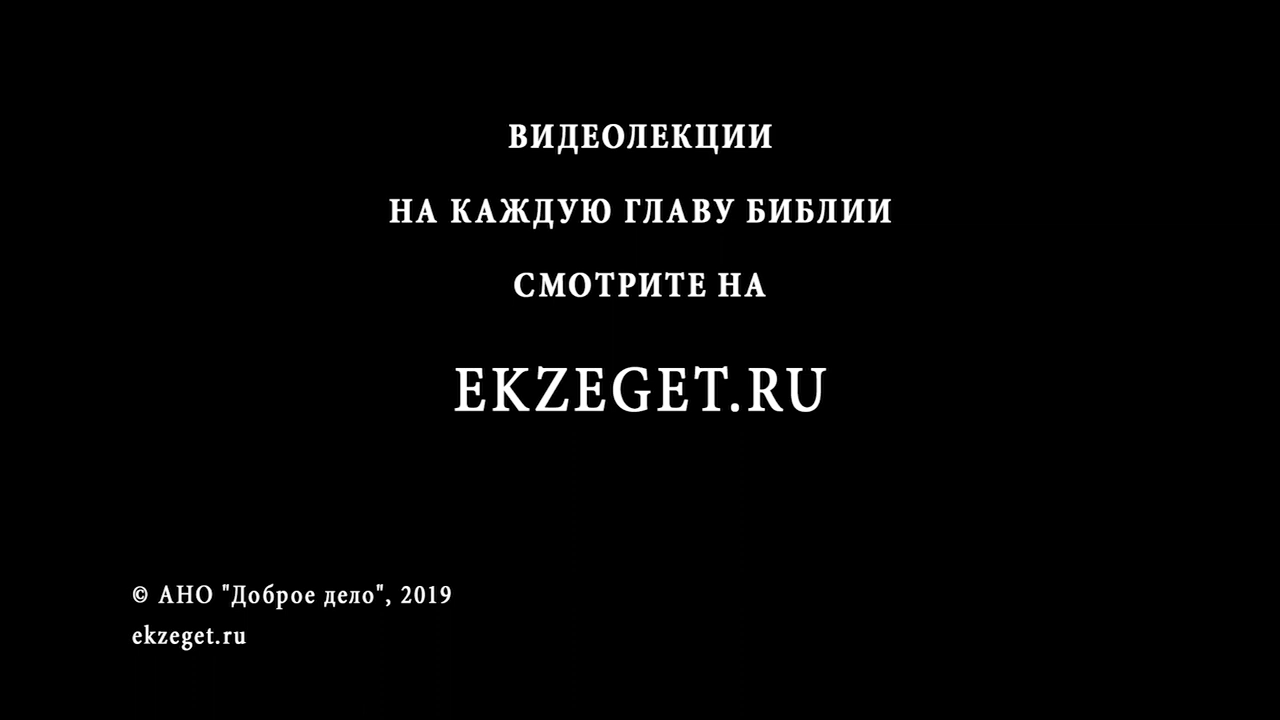 ВИДЕОЛЕКЦИИ
НА КАЖДУЮ ГЛАВУ БИБЛИИ
СМОТРИТЕ НА
EKZEGET.RU
© АНО "Доброе дело", 2019
ekzeget.ru